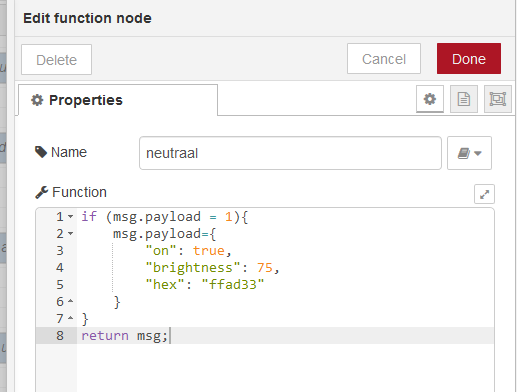 Edit function node
Delete
Cancel
Done
Properties
Name
neutraal
Function
1 if (msg.payload = 1){
2 msg.payload={
3 "on": true,
4 "brightness": 75,
5 "hex": "ffad33"
6 }
7 }
8 return msg;